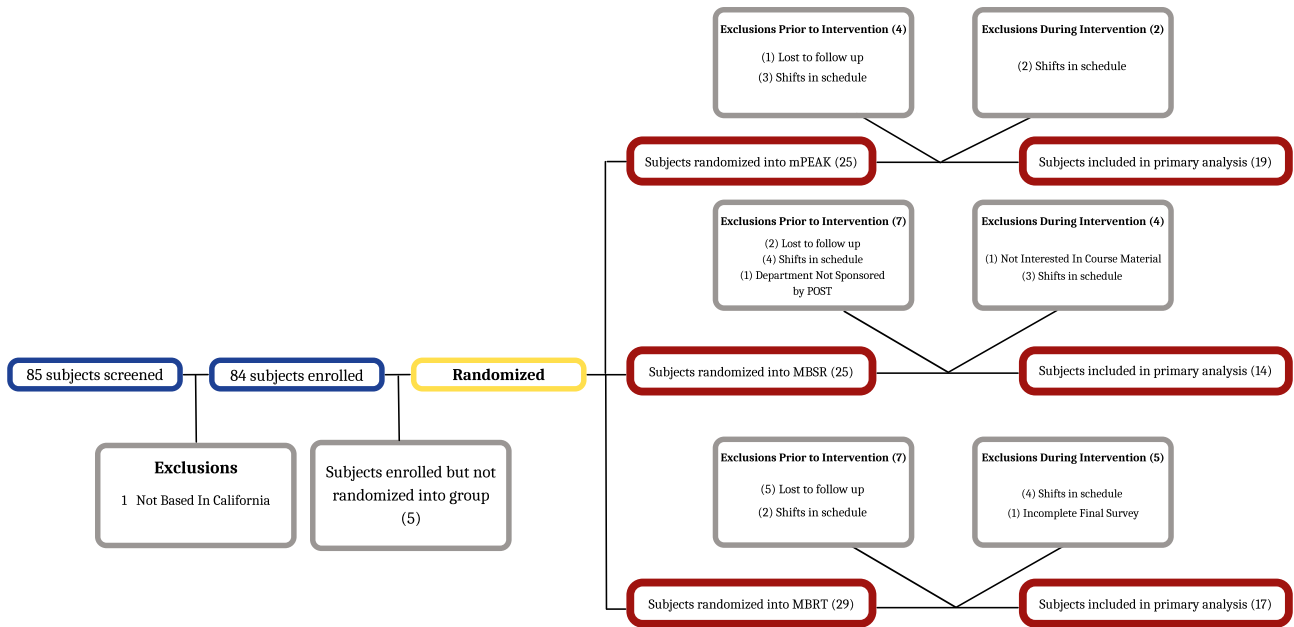 Exclusions Prior to Intervention (4)
(1) Lost to follow up
(3) Shifts in schedule
Exclusions During Intervention (2)
(2) Shifts in schedule
Subjects randomized into mPEAK (25)
Subjects included in primary analysis (19)
Exclusions Prior to Intervention (7)
(2) Lost to follow up
(4) Shifts in schedule
(1) Department Not Sponsored
by POST
Exclusions During Intervention (4)
(1) Not Interested In Course Material
(3) Shifts in schedule
85 subjects screened
84 subjects enrolled
Randomized
Subjects randomized into MBSR (25)
Subjects included in primary analysis (14)
Exclusions
1 Not Based In California
Subjects enrolled but not
randomized into group
(5)
Exclusions Prior to Intervention (7)
(5) Lost to follow up
(2) Shifts in schedule
Exclusions During Intervention (5)
(4) Shifts in schedule
(1) Incomplete Final Survey
Subjects randomized into MBRT (29)
Subjects included in primary analysis (17)